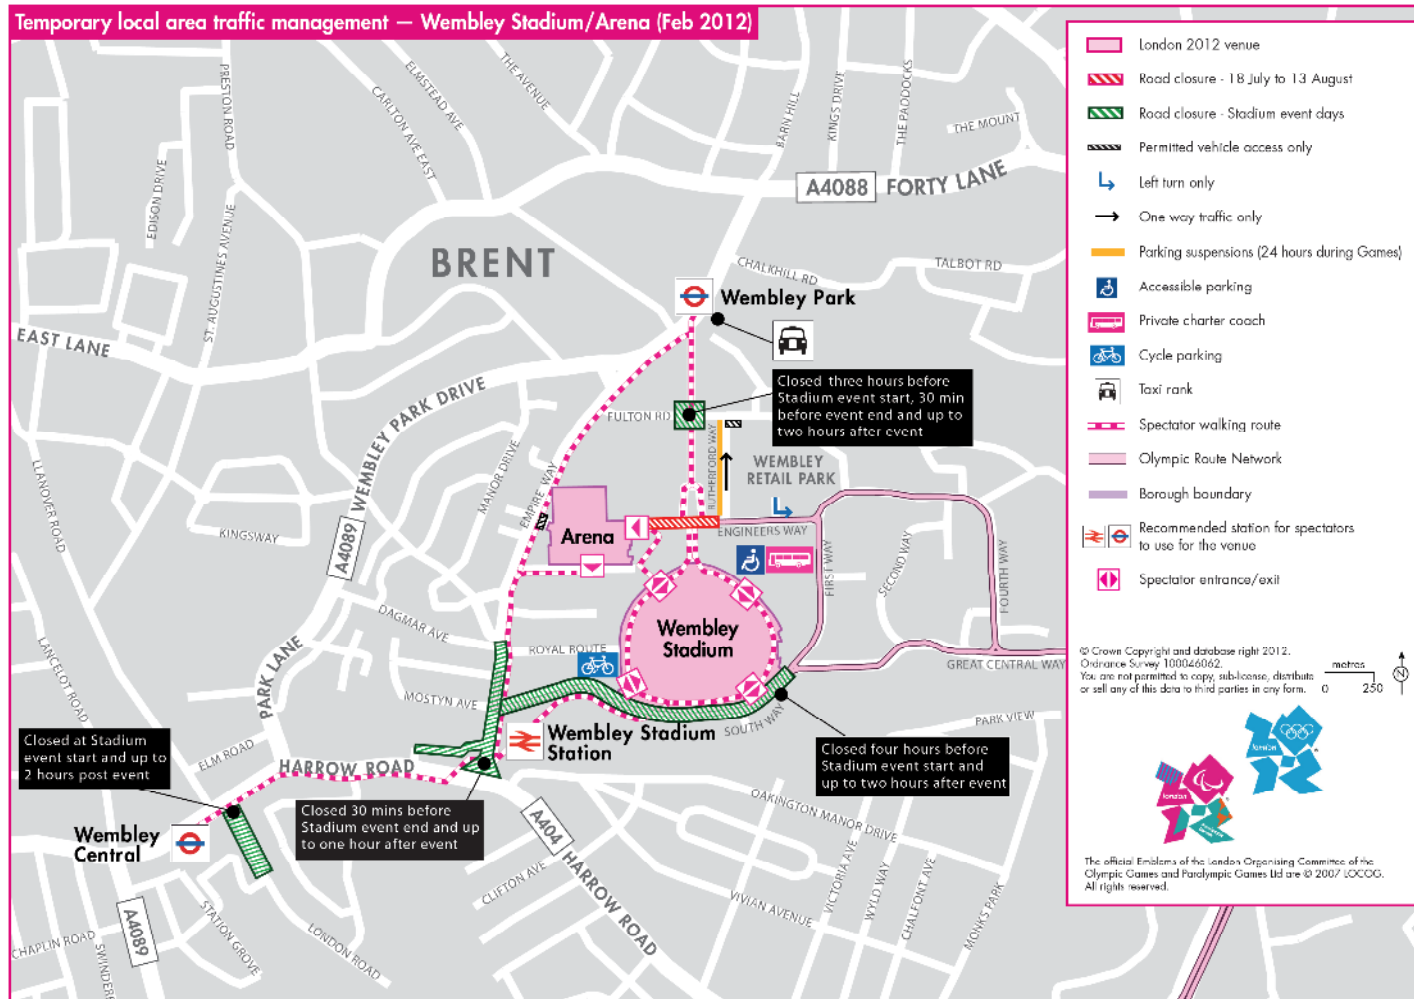 Temporary local area traffic management — Wembley Stadium/Arena (Feb 2012)
London 2012 venue
Road closure - 18 July to 13 August
Road closure - Stadium event days
Permitted vehicle access only
Left turn only
One way traffic only
Parking suspensions (24 hours during Games)
Accessible parking
Private charter coach
Cycle parking
Taxi rank
Spectator walking route
Olympic Route Network
Borough boundary
Recommended station for spectators
to use for the venue
Spectator entrance/exit
© Crown Copyright and database right 2012.
Ordnance Survey 100046062.
You are not permitted to copy, sub-license, distribute
or sell any of this data to third parties in any form.
metres
0 250
N
london
london
The official Emblems of the London Organising Committee of the
Olympic Games and Paralympic Games Ltd are © 2007 LOCOG.
All rights reserved.
PRESTON ROAD
ELMSTEAD AVE
THE AVENUE
CARLTON AVE EAST
BARN HILL
KINGS DRIVE
THE PADDOCKS
THE MOUNT
EDISON DRIVE
A4088 FORTY LANE
ST. AUGUSTINES AVENUE
BRENT
CHALKHILL RD
TALBOT RD
Wembley Park
EAST LANE
Closed three hours before
Stadium event start, 30 min
before event end and up to
two hours after event
FULTON RD
RUTHERFORD WAY
WEMBLEY
RETAIL PARK
A4089 WEMBLEY PARK DRIVE
MANOR DRIVE
EMPIRE WAY
LLANOVER ROAD
KINGSWAY
Arena
ENGINEERS WAY
FIRST WAY
SECOND WAY
FOURTH WAY
DAGMAR AVE
ROYAL ROUTE
Wembley
Stadium
GREAT CENTRAL WAY
PARK LANE
LANCELOT ROAD
MOSTYN AVE
SOUTH WAY
PARK VIEW
Wembley Stadium
Station
Closed at Stadium
event start and up to
2 hours post event
ELM ROAD
HARROW ROAD
Closed four hours before
Stadium event start and
up to two hours after event
Closed 30 mins before
Stadium event end and up
to one hour after event
Wembley
Central
A404 HARROW ROAD
OAKINGTON MANOR DRIVE
CLIFTON AVE
VIVIAN AVENUE
VICTORIA AVE
WYLD WAY
CHALFONT AVE
MONKS PARK
STATION GROVE
LONDON ROAD
CHAPLIN ROAD
A4089